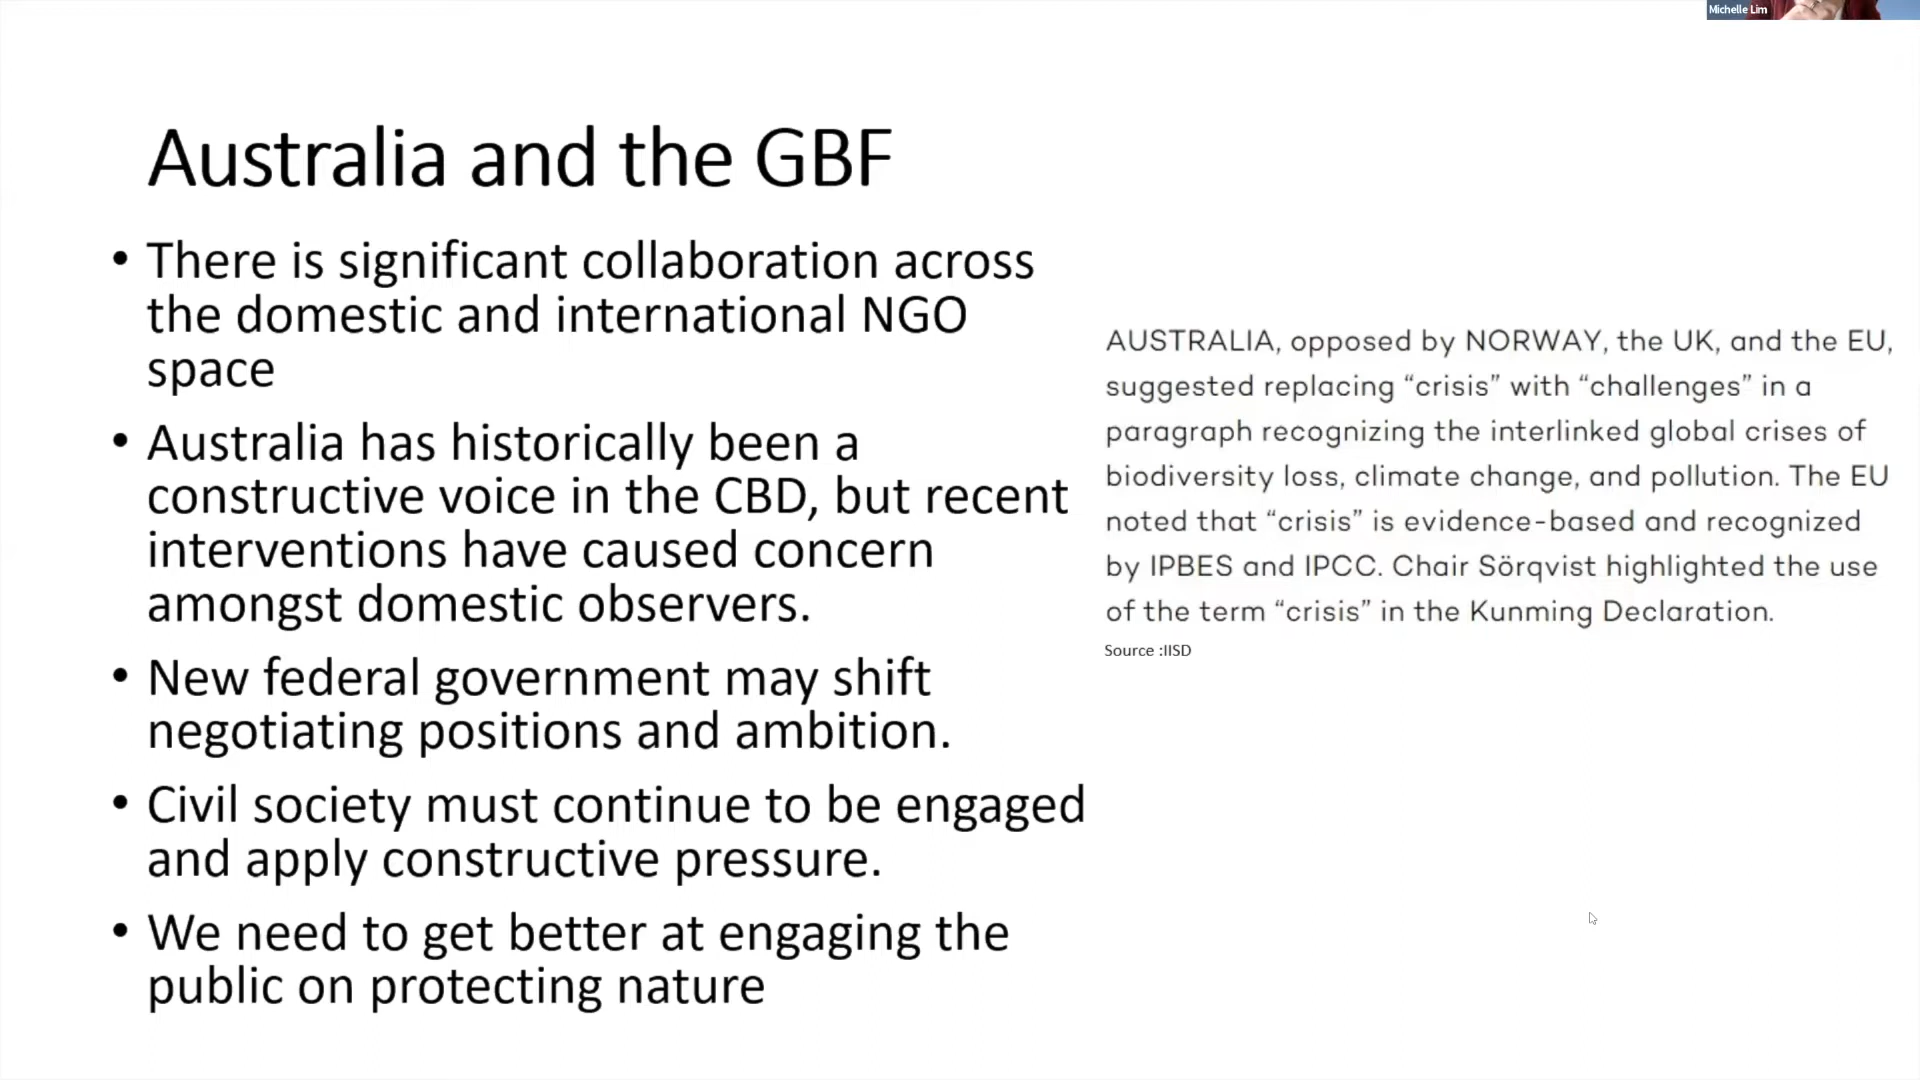 Michelle Lim
Australia and the GBF
• There is significant collaboration across
the domestic and international NGO
space
• Australia has historically been a
constructive voice in the CBD, but recent
interventions have caused concern
amongst domestic observers.
• New federal government may shift
negotiating positions and ambition.
• Civil society must continue to be engaged
and apply constructive pressure.
• We need to get better at engaging the
public on protecting nature
AUSTRALIA, opposed by NORWAY, the UK, and the EU,
suggested replacing “crisis” with “challenges” in a
paragraph recognizing the interlinked global crises of
biodiversity loss, climate change, and pollution. The EU
noted that “crisis” is evidence-based and recognized
by IPBES and IPCC. Chair Sörqvist highlighted the use
of the term “crisis” in the Kunming Declaration.
Source :IISD